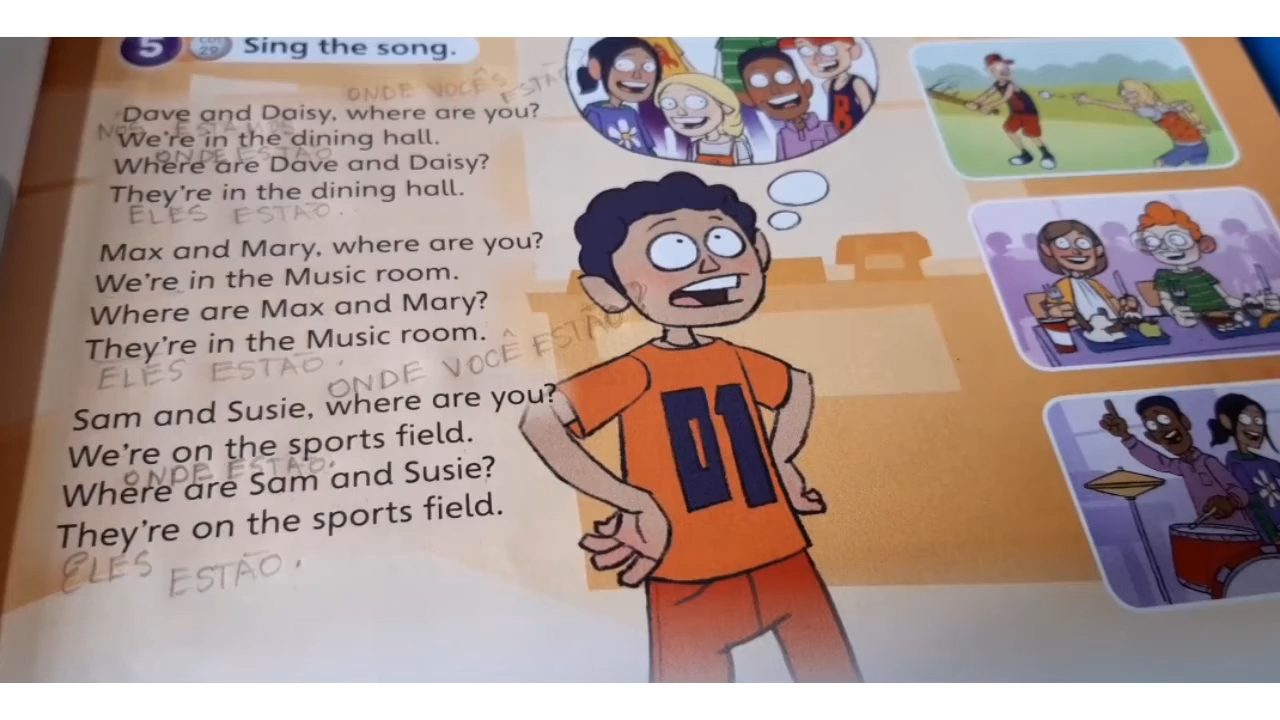 5 CD1 29 Sing the song.
ONDE VOCÊS ESTÃO
Dave and Daisy, where are you?
NÓS ESTAMOS
We're in the dining hall.
ONDE ESTÃO
Where are Dave and Daisy?
They're in the dining hall.
ELES ESTÃO.
Max and Mary, where are you?
We're in the Music room.
Where are Max and Mary?
They're in the Music room.
ELES ESTÃO.
ONDE VOCÊ ESTÃO?
Sam and Susie, where are you?
We're on the sports field.
ONDE ESTÃO.
Where are Sam and Susie?
They're on the sports field.
ELES ESTÃO.
01
B